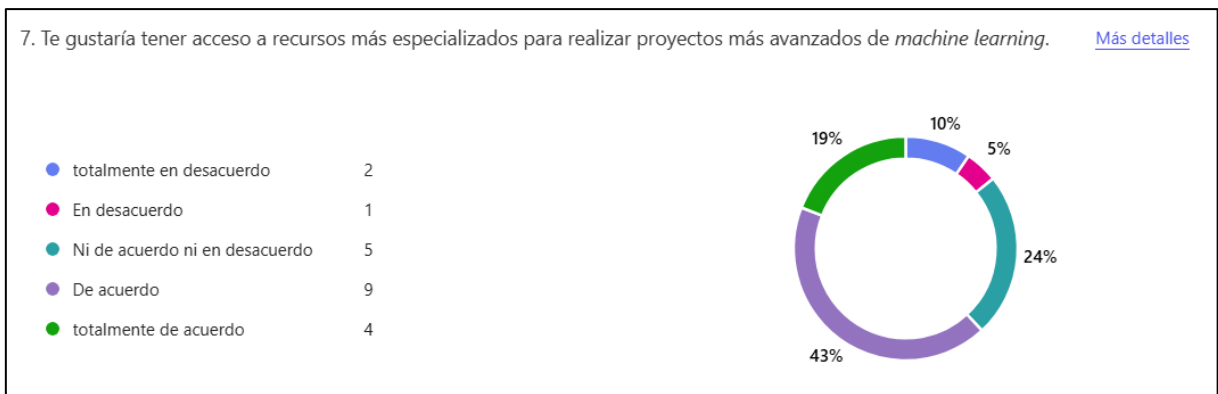 7. Te gustaría tener acceso a recursos más especializados para realizar proyectos más avanzados de machine learning. Más detalles
totalmente en desacuerdo 2
En desacuerdo 1
Ni de acuerdo ni en desacuerdo 5
De acuerdo 9
totalmente de acuerdo 4
10%
5%
24%
43%
19%